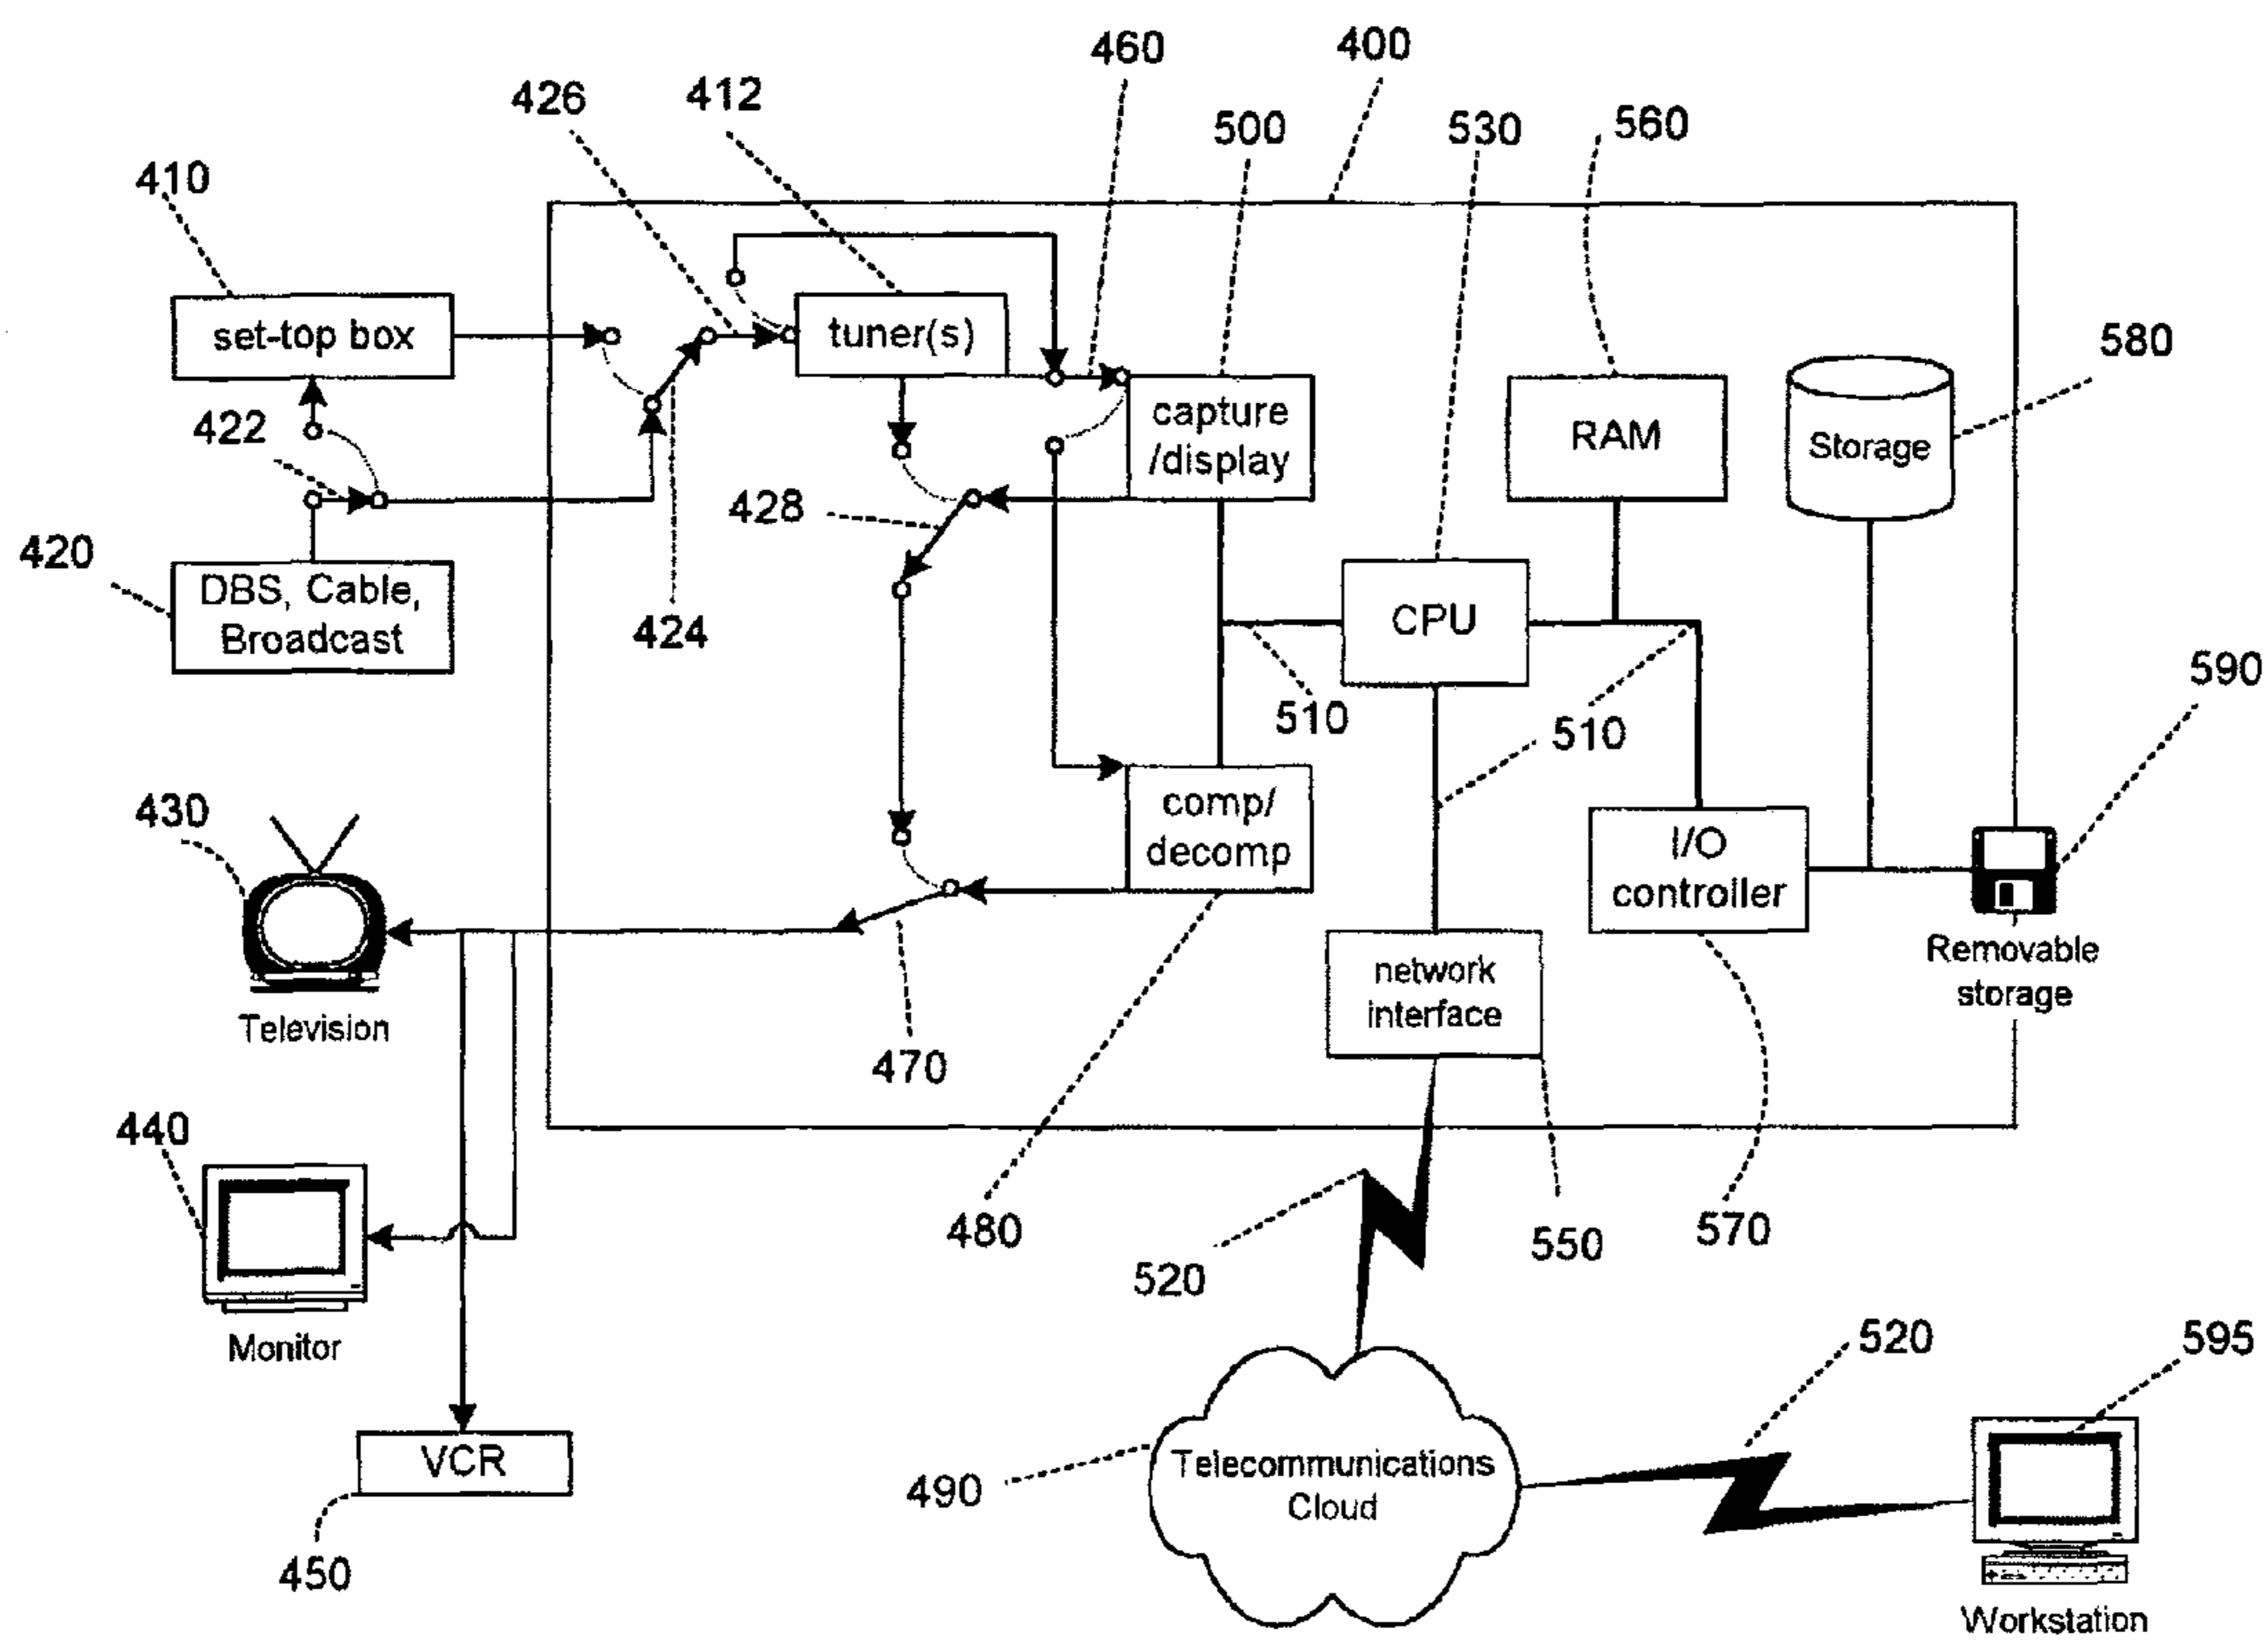 460
400
426
412
500
530
560
410
580
set-top box
tuner(s)
422
capture
/display
RAM
Storage
428
420
DBS, Cable,
Broadcast
424
CPU
590
510
510
430
comp/
decomp
I/O
controller
Removable
storage
network
interface
Television
470
440
480
520
550
570
Monitor
520
595
VCR
490
Telecommunications
Cloud
450
Workstation